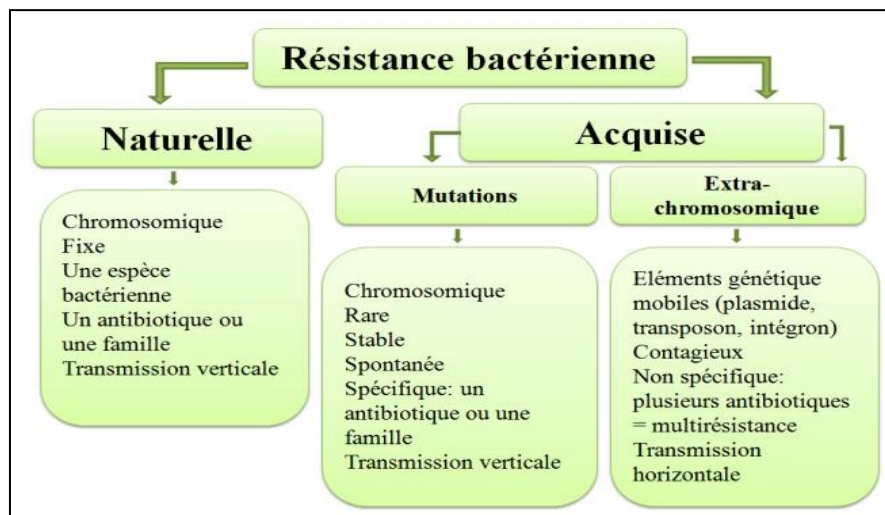 Résistance bactérienne
Naturelle
Chromosomique
Fixe
Une espèce
bactérienne
Un antibiotique ou
une famille
Transmission verticale
Acquise
Mutations
Chromosomique
Rare
Stable
Spontanée
Spécifique: un
antibiotique ou une
famille
Transmission verticale
Extra-
chromosomique
Eléments génétique
mobiles (plasmide,
transposon, intégron)
Contagieux
Non spécifique:
plusieurs antibiotiques
= multirésistance
Transmission
horizontale